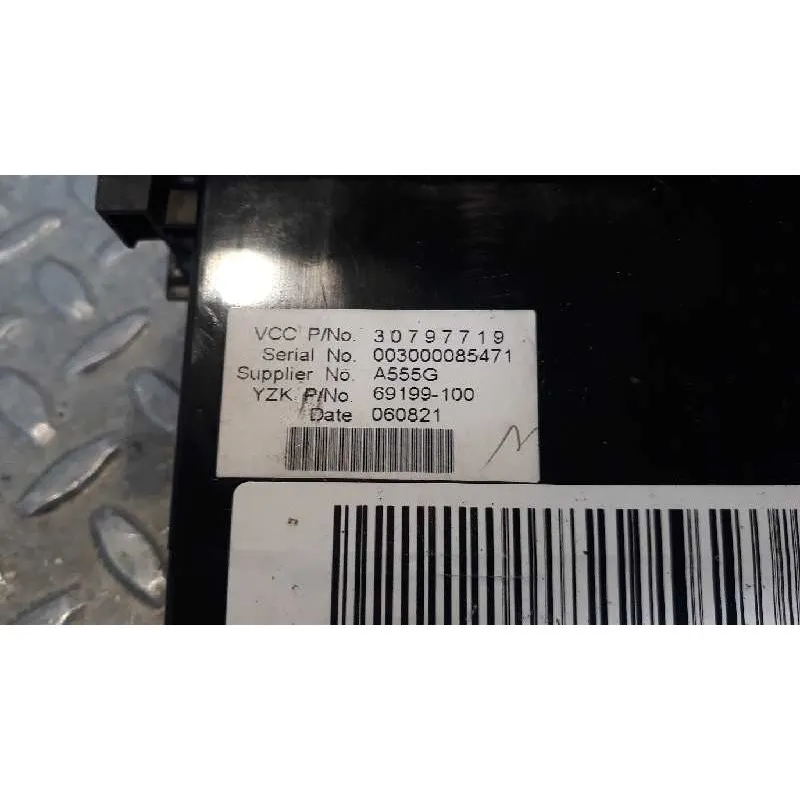 VCC P/No. 30797719
Serial No. 003000085471
Supplier No. A555G
YZK P/No. 69199-100
Date 060821